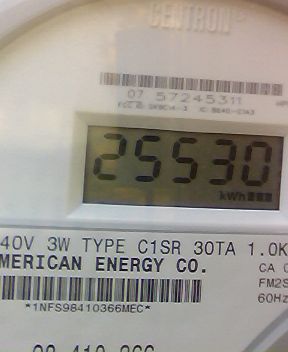 CENTRON
07 57245311
25530
kWh
40V 3W TYPE C1SR 30TA 1.0K
MERICAN ENERGY CO.
CA 0
FM2S
60Hz
*1NFS98410366MEC*